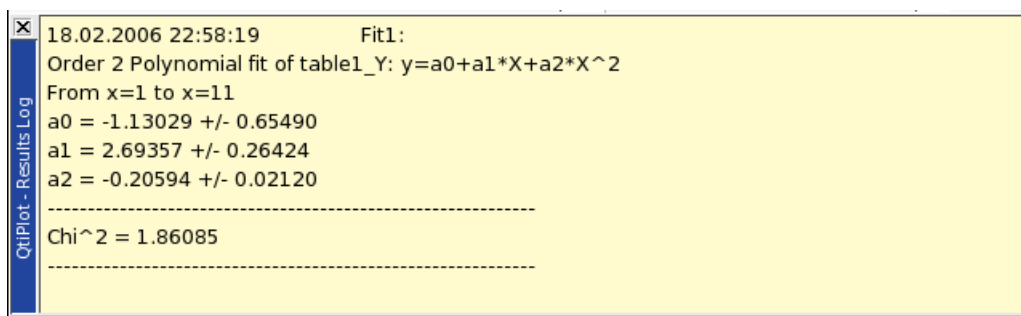 18.02.2006 22:58:19 Fit1:
Order 2 Polynomial fit of table1_Y: y=a0+a1*X+a2*X^2
From x=1 to x=11
a0 = -1.13029 +/- 0.65490
a1 = 2.69357 +/- 0.26424
a2 = -0.20594 +/- 0.02120
-------------------------------------------------------------
Chi^2 = 1.86085
-------------------------------------------------------------
QtiPlot - Results Log